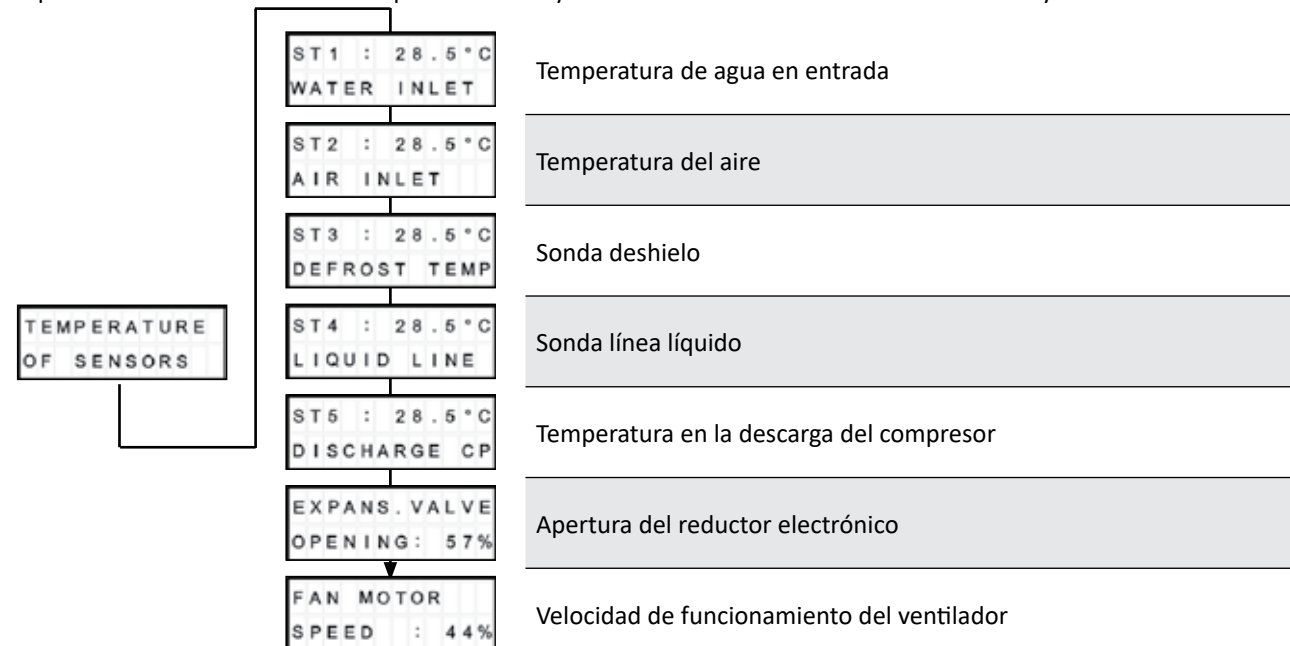 ST1 : 28.5°C
WATER INLET
Temperatura de agua en entrada
ST2 : 28.5°C
AIR INLET
Temperatura del aire
ST3 : 28.5°C
DEFROST TEMP
Sonda deshielo
TEMPERATURE
OF SENSORS
ST4 : 28.5°C
LIQUID LINE
Sonda línea líquido
ST5 : 28.5°C
DISCHARGE CP
Temperatura en la descarga del compresor
EXPANS.VALVE
OPENING: 57%
Apertura del reductor electrónico
FAN MOTOR
SPEED : 44%
Velocidad de funcionamiento del ventilador